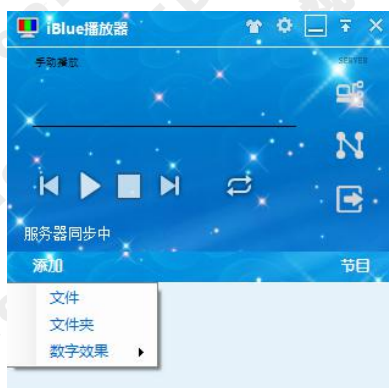 iBlue播放器
手动播放
SERVER
服务器同步中
添加
节目
文件
文件夹
数字效果